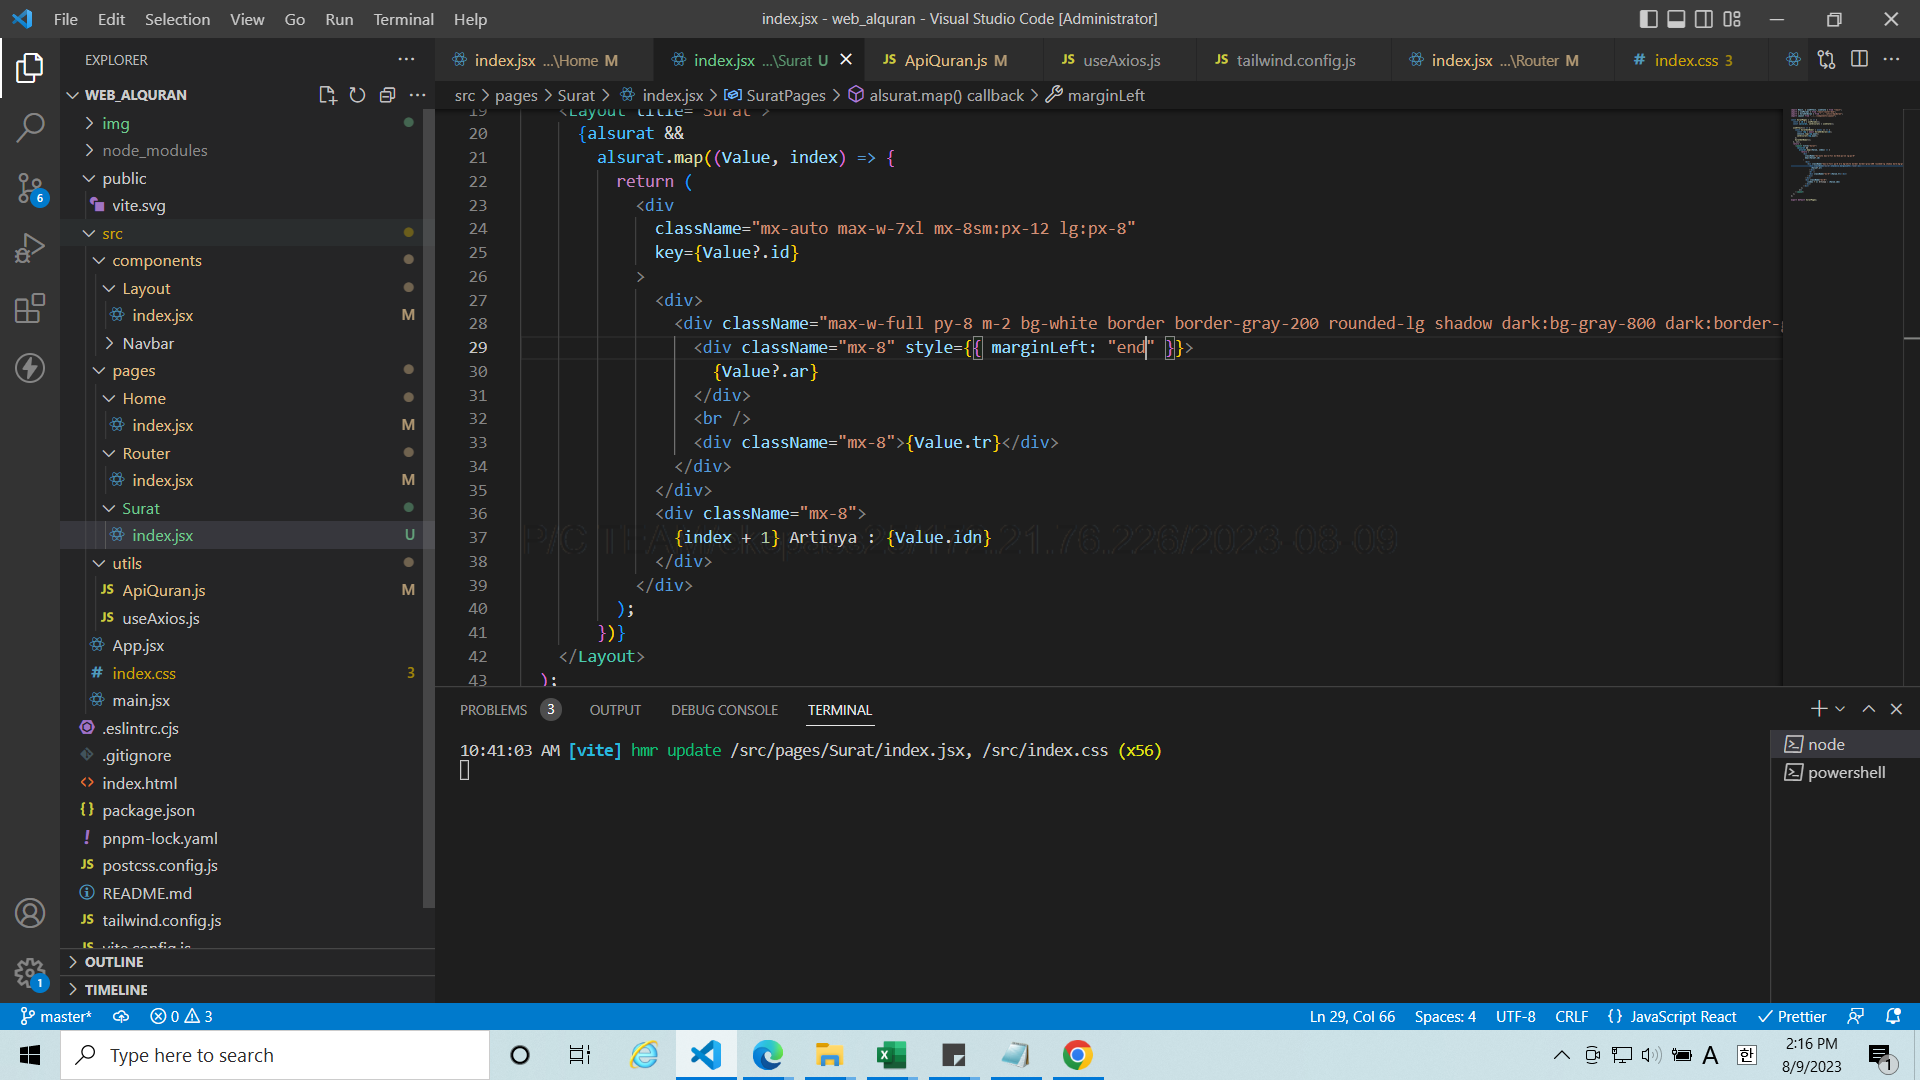 File Edit Selection View Go Run Terminal Help
index.jsx - web_alquran - Visual Studio Code [Administrator]
EXPLORER
index.jsx ...\Home M
index.jsx ...\Surat U
JS ApiQuran.js M
JS useAxios.js
JS tailwind.config.js
index.jsx ...\Router M
# index.css 3
WEB_ALQURAN
src > pages > Surat > index.jsx > SuratPages > alsurat.map() callback > marginLeft
img
node_modules
public
vite.svg
src
components
Layout
index.jsx M
Navbar
pages
Home
index.jsx M
Router
index.jsx M
Surat
index.jsx U
utils
JS ApiQuran.js M
JS useAxios.js
App.jsx
# index.css 3
main.jsx
.eslintrc.cjs
.gitignore
<> index.html
{} package.json
! pnpm-lock.yaml
JS postcss.config.js
README.md
JS tailwind.config.js
JS vite.config.js
OUTLINE
TIMELINE
6
1
19 <Layout title="Surat">
20 {alsurat &&
21 alsurat.map((Value, index) => {
22 return (
23 <div
24 className="mx-auto max-w-7xl mx-8sm:px-12 lg:px-8"
25 key={Value?.id}
26 >
27 <div>
28 <div className="max-w-full py-8 m-2 bg-white border border-gray-200 rounded-lg shadow dark:bg-gray-800 dark:border-
29 <div className="mx-8" style={{ marginLeft: "end" }}>
30 {Value?.ar}
31 </div>
32 <br />
33 <div className="mx-8">{Value.tr}</div>
34 </div>
35 </div>
36 <div className="mx-8">
37 {index + 1} Artinya : {Value.idn}
38 </div>
39 </div>
40 );
41 })}
42 </Layout>
43 );
PROBLEMS 3 OUTPUT DEBUG CONSOLE TERMINAL
10:41:03 AM [vite] hmr update /src/pages/Surat/index.jsx, /src/index.css (x56)
node
powershell
master* 0 3
Ln 29, Col 66 Spaces: 4 UTF-8 CRLF {} JavaScript React Prettier
Type here to search
A 한
2:16 PM
8/9/2023
1